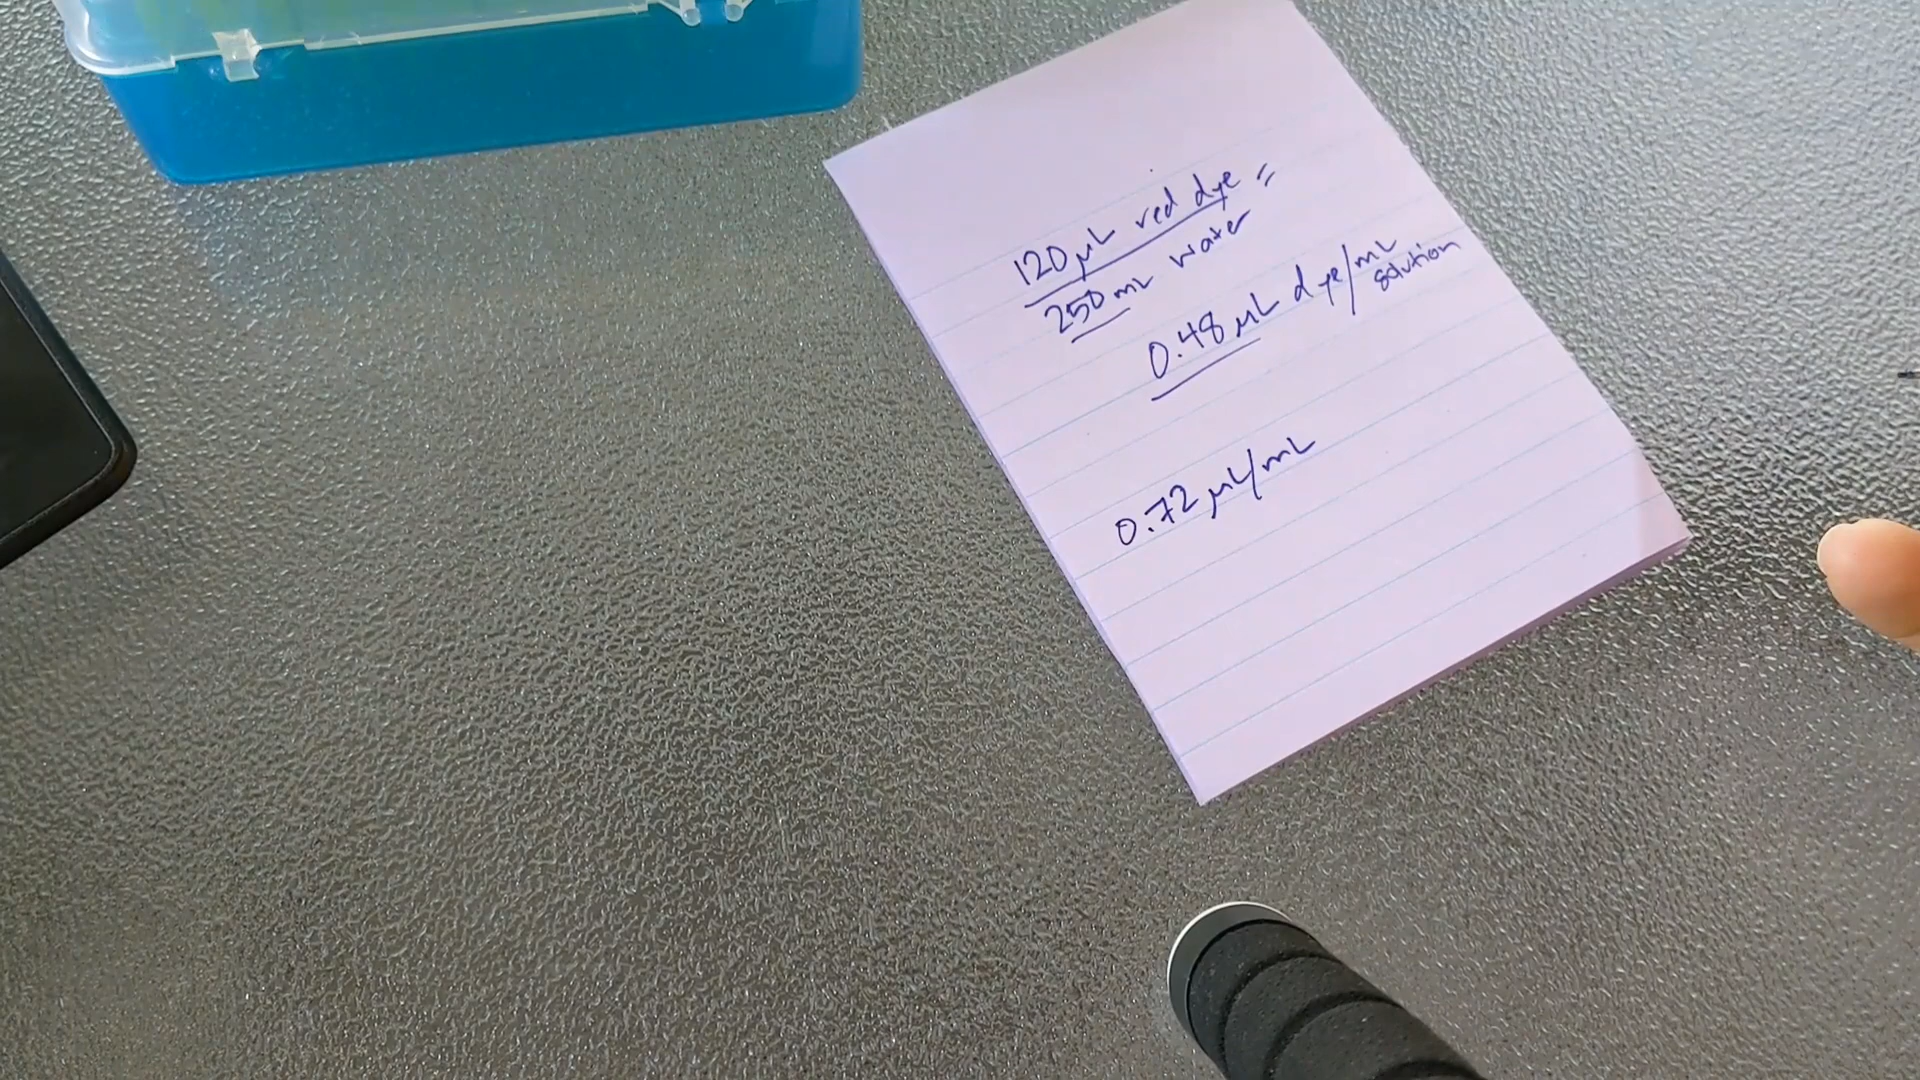 120 µL red dye =
250 mL water
0.48 µL dye/mL
solution
0.72 µL/mL